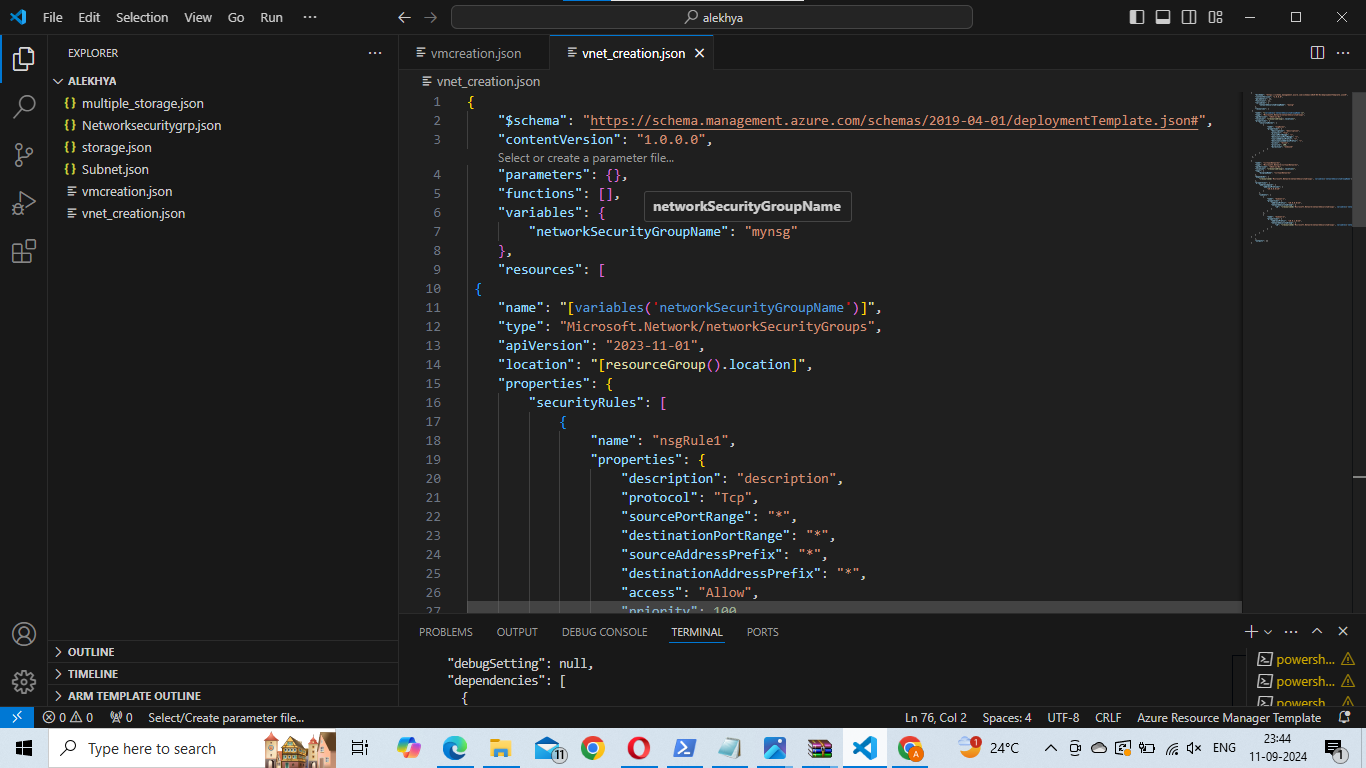 File Edit Selection View Go Run ···
alekhya
EXPLORER
ALEKHYA
multiple_storage.json
Networksecuritygrp.json
storage.json
Subnet.json
vmcreation.json
vnet_creation.json
OUTLINE
TIMELINE
ARM TEMPLATE OUTLINE
vmcreation.json
vnet_creation.json
vnet_creation.json
1 {
2 "$schema": "https://schema.management.azure.com/schemas/2019-04-01/deploymentTemplate.json#",
3 "contentVersion": "1.0.0.0",
Select or create a parameter file...
4 "parameters": {},
5 "functions": [],
networkSecurityGroupName
6 "variables": {
7 "networkSecurityGroupName": "mynsg"
8 },
9 "resources": [
10 {
11 "name": "[variables('networkSecurityGroupName')]",
12 "type": "Microsoft.Network/networkSecurityGroups",
13 "apiVersion": "2023-11-01",
14 "location": "[resourceGroup().location]",
15 "properties": {
16 "securityRules": [
17 {
18 "name": "nsgRule1",
19 "properties": {
20 "description": "description",
21 "protocol": "Tcp",
22 "sourcePortRange": "*",
23 "destinationPortRange": "*",
24 "sourceAddressPrefix": "*",
25 "destinationAddressPrefix": "*",
26 "access": "Allow",
27 "priority": 100
PROBLEMS OUTPUT DEBUG CONSOLE TERMINAL PORTS
"debugSetting": null,
"dependencies": [
{
powersh...
powersh...
powersh...
0 0 0 Select/Create parameter file... Ln 76, Col 2 Spaces: 4 UTF-8 CRLF Azure Resource Manager Template
Type here to search
11
1
24°C
ENG
23:44
11-09-2024
1